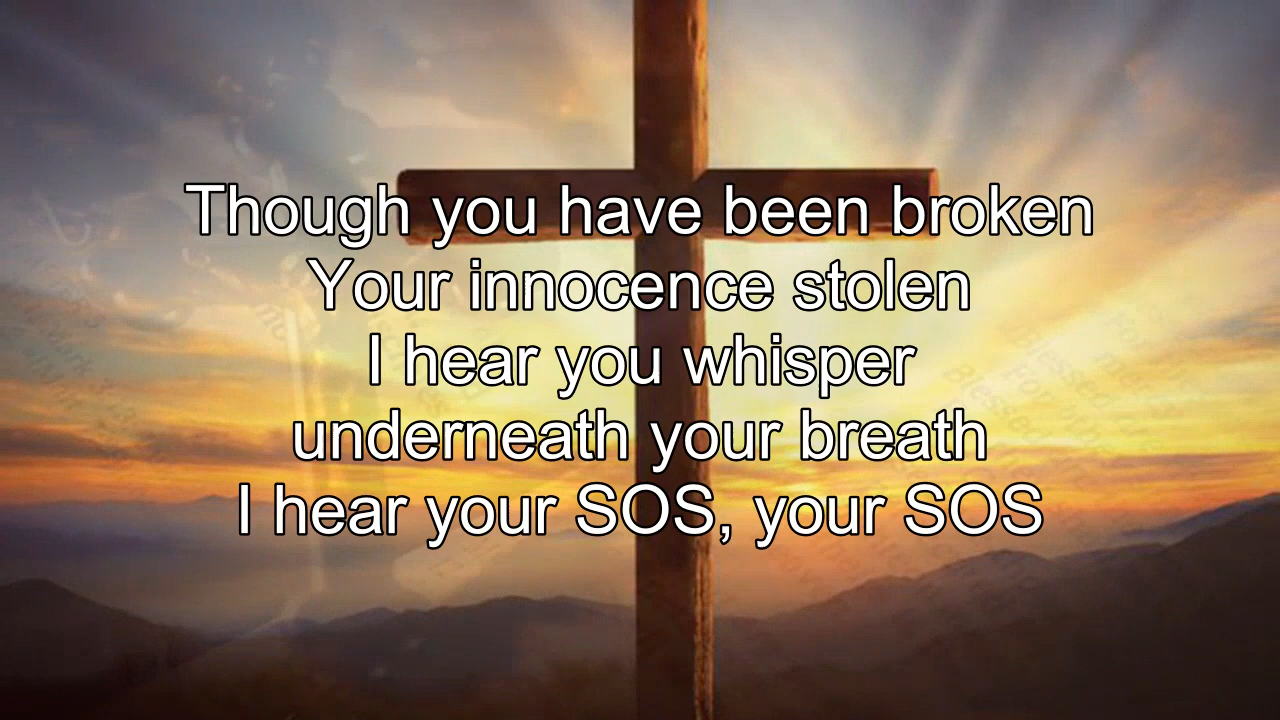 Though you have been broken
Your innocence stolen
I hear you whisper
underneath your breath
I hear your SOS, your SOS